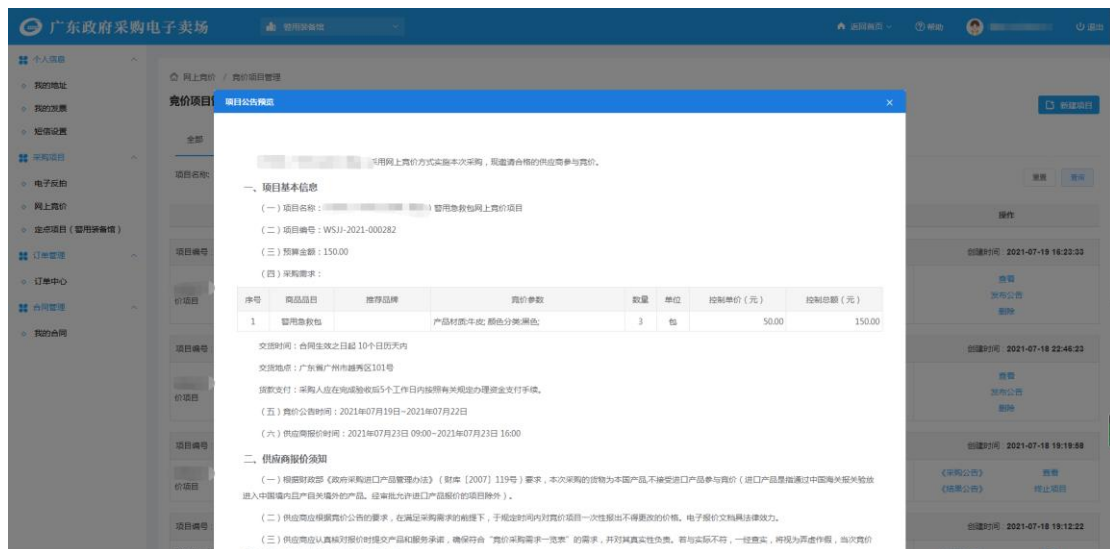 广东政府采购电子卖场
警用装备馆
返回首页
帮助
退出
个人信息
我的地址
我的发票
短信设置
采购项目
电子反拍
网上竞价
定点项目（警用装备馆）
订单管理
订单中心
合同管理
我的合同
网上竞价 / 竞价项目管理
竞价项目
新建项目
全部
项目名称:
重置 查询
操作
项目公告预览 ×
采用网上竞价方式实施本次采购，现邀请合格的供应商参与竞价。
一、项目基本信息
（一）项目名称： ）警用急救包网上竞价项目
（二）项目编号：WSJJ-2021-000282
（三）预算金额：150.00
（四）采购需求：
序号 商品品目 推荐品牌 竞价参数 数量 单位 控制单价（元） 控制总额（元）
1 警用急救包 产品材质:牛皮; 颜色分类:黑色; 3 包 50.00 150.00
交货时间：合同生效之日起 10个日历天内
交货地点：广东省广州市越秀区101号
货款支付：采购人应在完成验收后5个工作日内按照有关规定办理资金支付手续。
（五）竞价公告时间：2021年07月19日~2021年07月22日
（六）供应商报价时间：2021年07月23日 09:00~2021年07月23日 16:00
二、供应商报价须知
（一）根据财政部《政府采购进口产品管理办法》（财库［2007］119号）要求，本次采购的货物为本国产品,不接受进口产品参与竞价（进口产品是指通过中国海关报关验放
进入中国境内且产自关境外的产品。经审批允许进口产品报价的项目除外）。
（二）供应商应根据竞价公告的要求，在满足采购需求的前提下，于规定时间内对竞价项目一次性报出不得更改的价格。电子报价文档具法律效力。
（三）供应商应认真核对报价时提交产品和服务承诺，确保符合“竞价采购需求一览表”的需求，并对其真实性负责。若与实际不符，一经查实，将视为弄虚作假，当次竞价
项目编号
创建时间：2021-07-19 16:23:33
价项目
查看
发布公告
删除
项目编号
创建时间：2021-07-18 22:46:23
价项目
查看
发布公告
删除
项目编号
创建时间：2021-07-18 19:19:58
价项目
《采购公告》 查看
《结果公告》 终止项目
项目编号
创建时间：2021-07-18 19:12:22